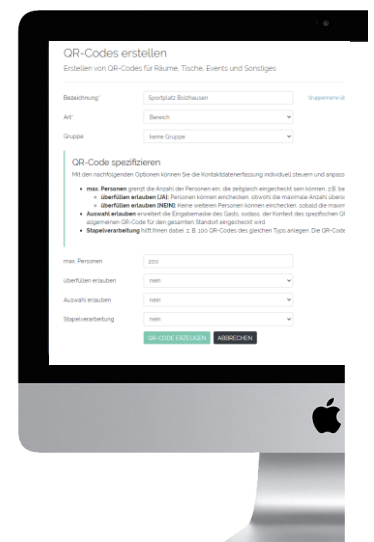 QR-Codes erstellen
Erstellen von QR-Codes für Räume, Tische, Events und Sonstiges
Bezeichnung* Sportplatz Bolzhausen Gruppenname üb
Art* Bereich
Gruppe keine Gruppe
QR-Code spezifizieren
Mit den nachfolgenden Optionen können Sie die Kontaktdatenerfassung individuell steuern und anpass
max. Personen grenzt die Anzahl der Personen ein, die zeitgleich eingecheckt sein können. z.B. be
überfüllen erlauben [JA]: Personen können einchecken, obwohl die maximale Anzahl übersc
überfüllen erlauben [NEIN]: Keine weiteren Personen können einchecken, sobald die maxim
Auswahl erlauben erweitert die Eingabemaske des Gasts, sodass, der Kontext des spezifischen QF
allgemeinen QR-Code für den gesamten Standort eingecheckt wird.
Stapelverarbeitung hilft Ihnen dabei, z. B. 100 QR-Codes des gleichen Typs anlegen. Die QR-Code
max. Personen 200
überfüllen erlauben nein
Auswahl erlauben nein
Stapelverarbeitung nein
QR-CODE ERZEUGEN ABBRECHEN